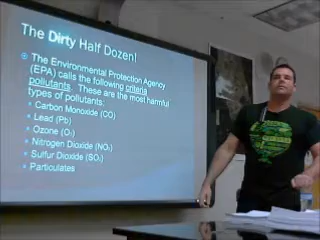 The Dirty Half Dozen!
The Environmental Protection Agency
(EPA) calls the following criteria
pollutants. These are the most harmful
types of pollutants:
Carbon Monoxide (CO)
Lead (Pb)
Ozone (O₃)
Nitrogen Dioxide (NO₂)
Sulfur Dioxide (SO₂)
Particulates